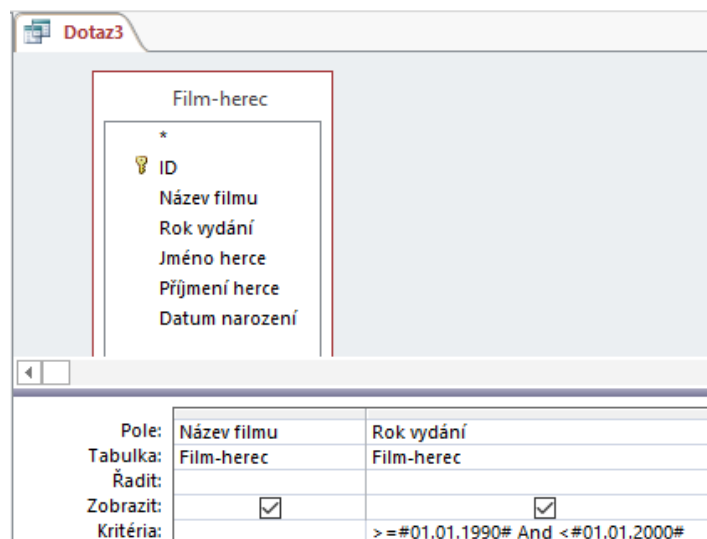 Dotaz3
Film-herec
*
ID
Název filmu
Rok vydání
Jméno herce
Příjmení herce
Datum narození
Pole: Název filmu Rok vydání
Tabulka: Film-herec Film-herec
Řadit:
Zobrazit:
Kritéria: >=#01.01.1990# And <#01.01.2000#